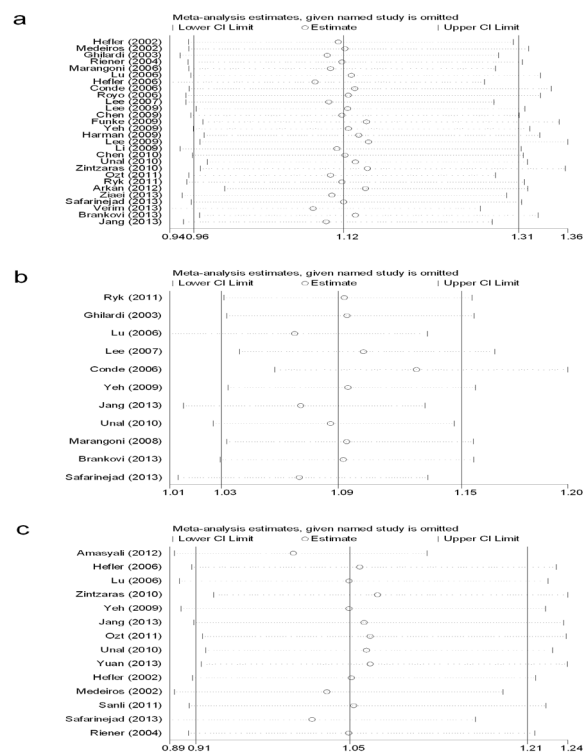 a
Meta-analysis estimates, given named study is omitted
Lower CI Limit Estimate Upper CI Limit
Hefler (2002)
Medeiros (2002)
Ghilardi (2003)
Riener (2004)
Marangoni (2006)
Lu (2006)
Hefler (2006)
Conde (2006)
Royo (2006)
Lee (2007)
Lee (2009)
Chen (2009)
Funke (2009)
Yeh (2009)
Harman (2009)
Lee (2009)
Li (2009)
Chen (2010)
Unal (2010)
Zintzaras (2010)
Ozt (2011)
Ryk (2011)
Arkan (2012)
Ziaei (2013)
Safarinejad (2013)
Verim (2013)
Brankovi (2013)
Jang (2013)
0.94 0.96 1.12 1.31 1.36
b
Meta-analysis estimates, given named study is omitted
Lower CI Limit Estimate Upper CI Limit
Ryk (2011)
Ghilardi (2003)
Lu (2006)
Lee (2007)
Conde (2006)
Yeh (2009)
Jang (2013)
Unal (2010)
Marangoni (2008)
Brankovi (2013)
Safarinejad (2013)
1.01 1.03 1.09 1.15 1.20
c
Meta-analysis estimates, given named study is omitted
Lower CI Limit Estimate Upper CI Limit
Amasyali (2012)
Hefler (2006)
Lu (2006)
Zintzaras (2010)
Yeh (2009)
Jang (2013)
Ozt (2011)
Unal (2010)
Yuan (2013)
Hefler (2002)
Medeiros (2002)
Sanli (2011)
Safarinejad (2013)
Riener (2004)
0.89 0.91 1.05 1.21 1.24